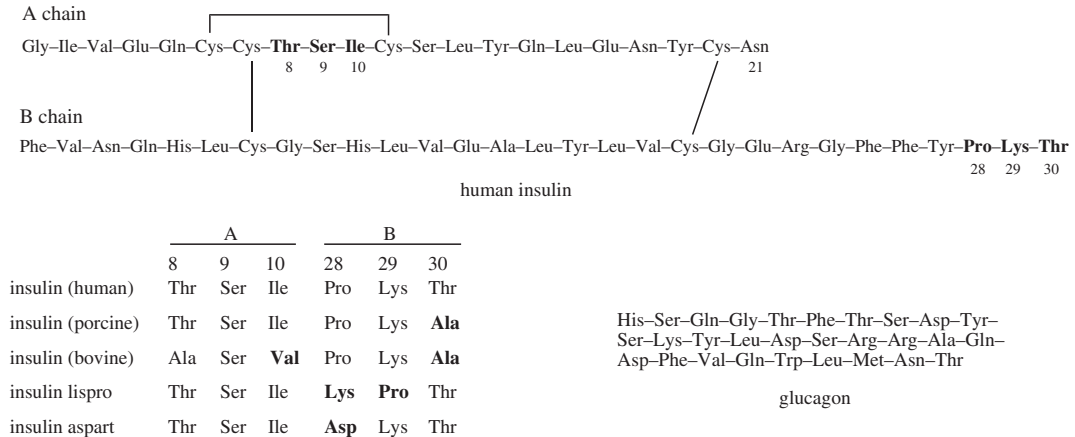 A chain
Gly–Ile–Val–Glu–Gln–Cys–Cys–Thr–Ser–Ile–Cys–Ser–Leu–Tyr–Gln–Leu–Glu–Asn–Tyr–Cys–Asn
8 9 10 21
B chain
Phe–Val–Asn–Gln–His–Leu–Cys–Gly–Ser–His–Leu–Val–Glu–Ala–Leu–Tyr–Leu–Val–Cys–Gly–Glu–Arg–Gly–Phe–Phe–Tyr–Pro–Lys–Thr
28 29 30
human insulin
A B
8 9 10 28 29 30
insulin (human) Thr Ser Ile Pro Lys Thr
insulin (porcine) Thr Ser Ile Pro Lys Ala
insulin (bovine) Ala Ser Val Pro Lys Ala
insulin lispro Thr Ser Ile Lys Pro Thr
insulin aspart Thr Ser Ile Asp Lys Thr
His–Ser–Gln–Gly–Thr–Phe–Thr–Ser–Asp–Tyr–
Ser–Lys–Tyr–Leu–Asp–Ser–Arg–Arg–Ala–Gln–
Asp–Phe–Val–Gln–Trp–Leu–Met–Asn–Thr
glucagon